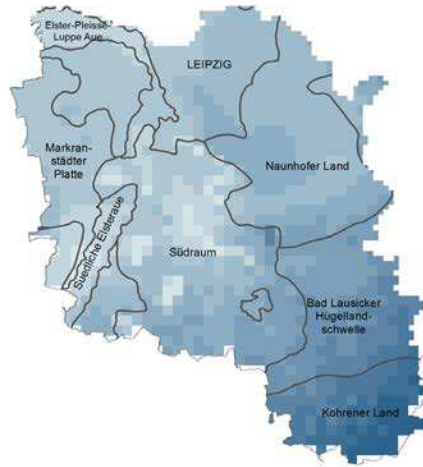 Elster-Pleisse-
Luppe Aue
LEIPZIG
Markran-
städter
Platte
Naunhofer Land
Suedliche Elsteraue
Südraum
Bad Lausicker
Hügelland-
schwelle
Kohrener Land